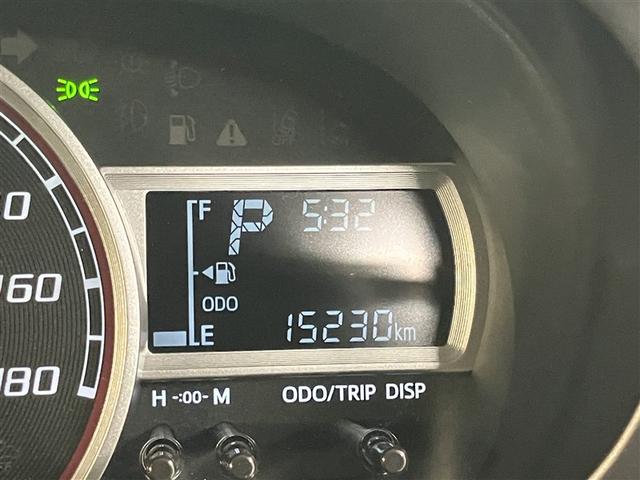 F P 5:32
ODO
160
E 15230km
180
H -:00- M ODO/TRIP DISP